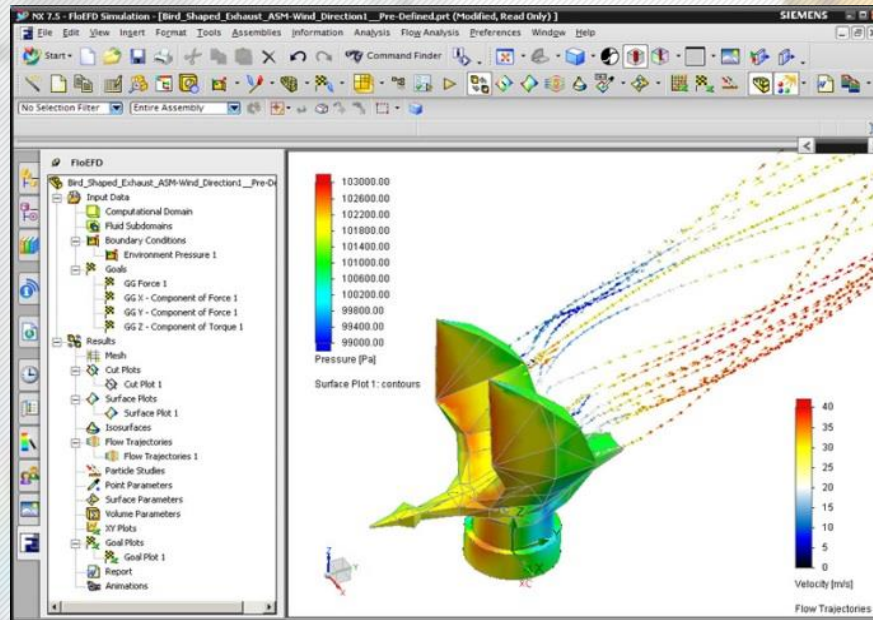 NX 7.5 - FloEFD Simulation - [Bird_Shaped_Exhaust_ASM-Wind_Direction1__Pre-Defined.prt (Modified, Read Only) ]
SIEMENS
File Edit View Insert Format Tools Assemblies Information Analysis Flow Analysis Preferences Window Help
Start Command Finder
No Selection Filter Entire Assembly
FloEFD
Bird_Shaped_Exhaust_ASM-Wind_Direction1__Pre-De
Input Data
Computational Domain
Fluid Subdomains
Boundary Conditions
Environment Pressure 1
Goals
GG Force 1
GG X - Component of Force 1
GG Y - Component of Force 1
GG Z - Component of Torque 1
Results
Mesh
Cut Plots
Cut Plot 1
Surface Plots
Surface Plot 1
Isosurfaces
Flow Trajectories
Flow Trajectories 1
Particle Studies
Point Parameters
Surface Parameters
Volume Parameters
XY Plots
Goal Plots
Goal Plot 1
Report
Animations
103000.00
102600.00
102200.00
101800.00
101400.00
101000.00
100600.00
100200.00
99800.00
99400.00
99000.00
Pressure [Pa]
Surface Plot 1: contours
40
35
30
25
20
15
10
5
0
Velocity [m/s]
Flow Trajectories
Z
Y
X
Z
Y
X
XC